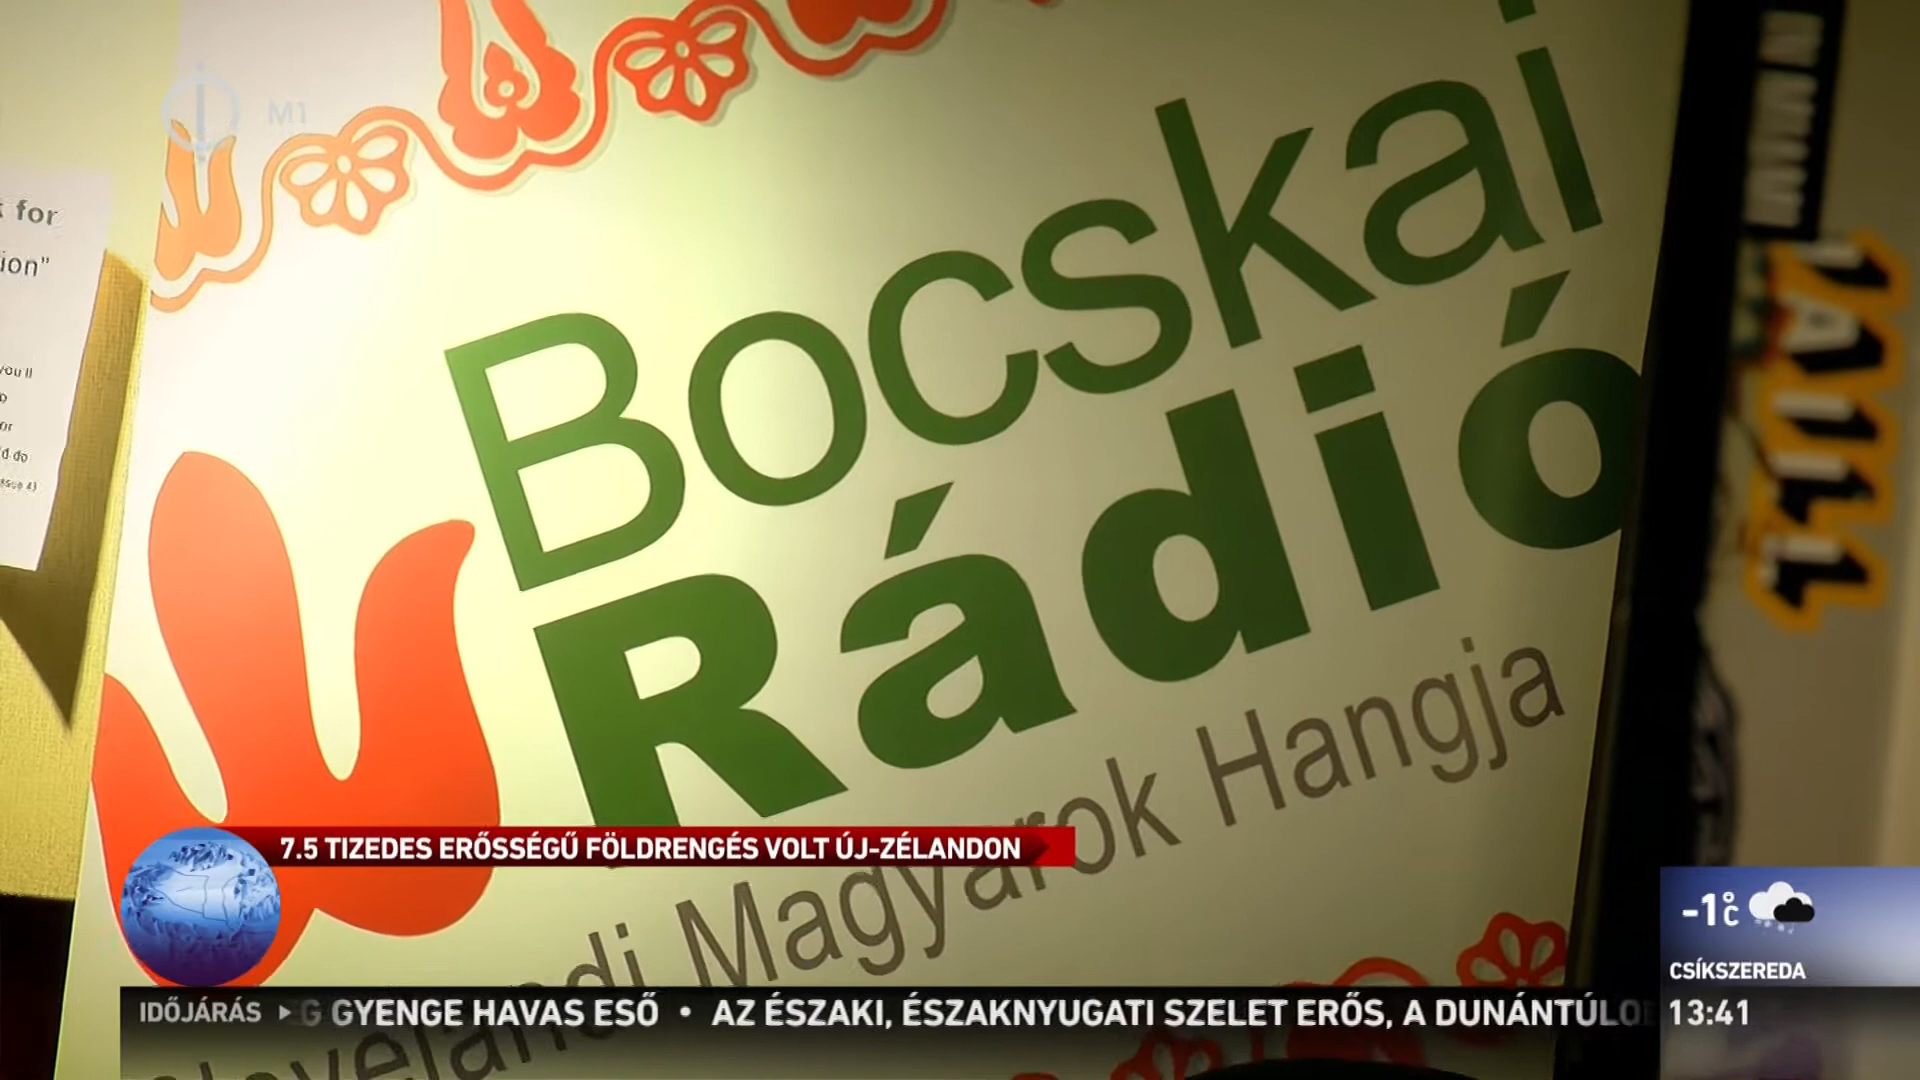 M1
for
ion"
Bocskai
Rádió
Magyarok Hangja
7.5 TIZEDES ERŐSSÉGŰ FÖLDRENGÉS VOLT ÚJ-ZÉLANDON
-1°C
CSÍKSZEREDA
IDŐJÁRÁS GYENGE HAVAS ESŐ • AZ ÉSZAKI, ÉSZAKNYUGATI SZELET ERŐS, A DUNÁNTÚLO
13:41